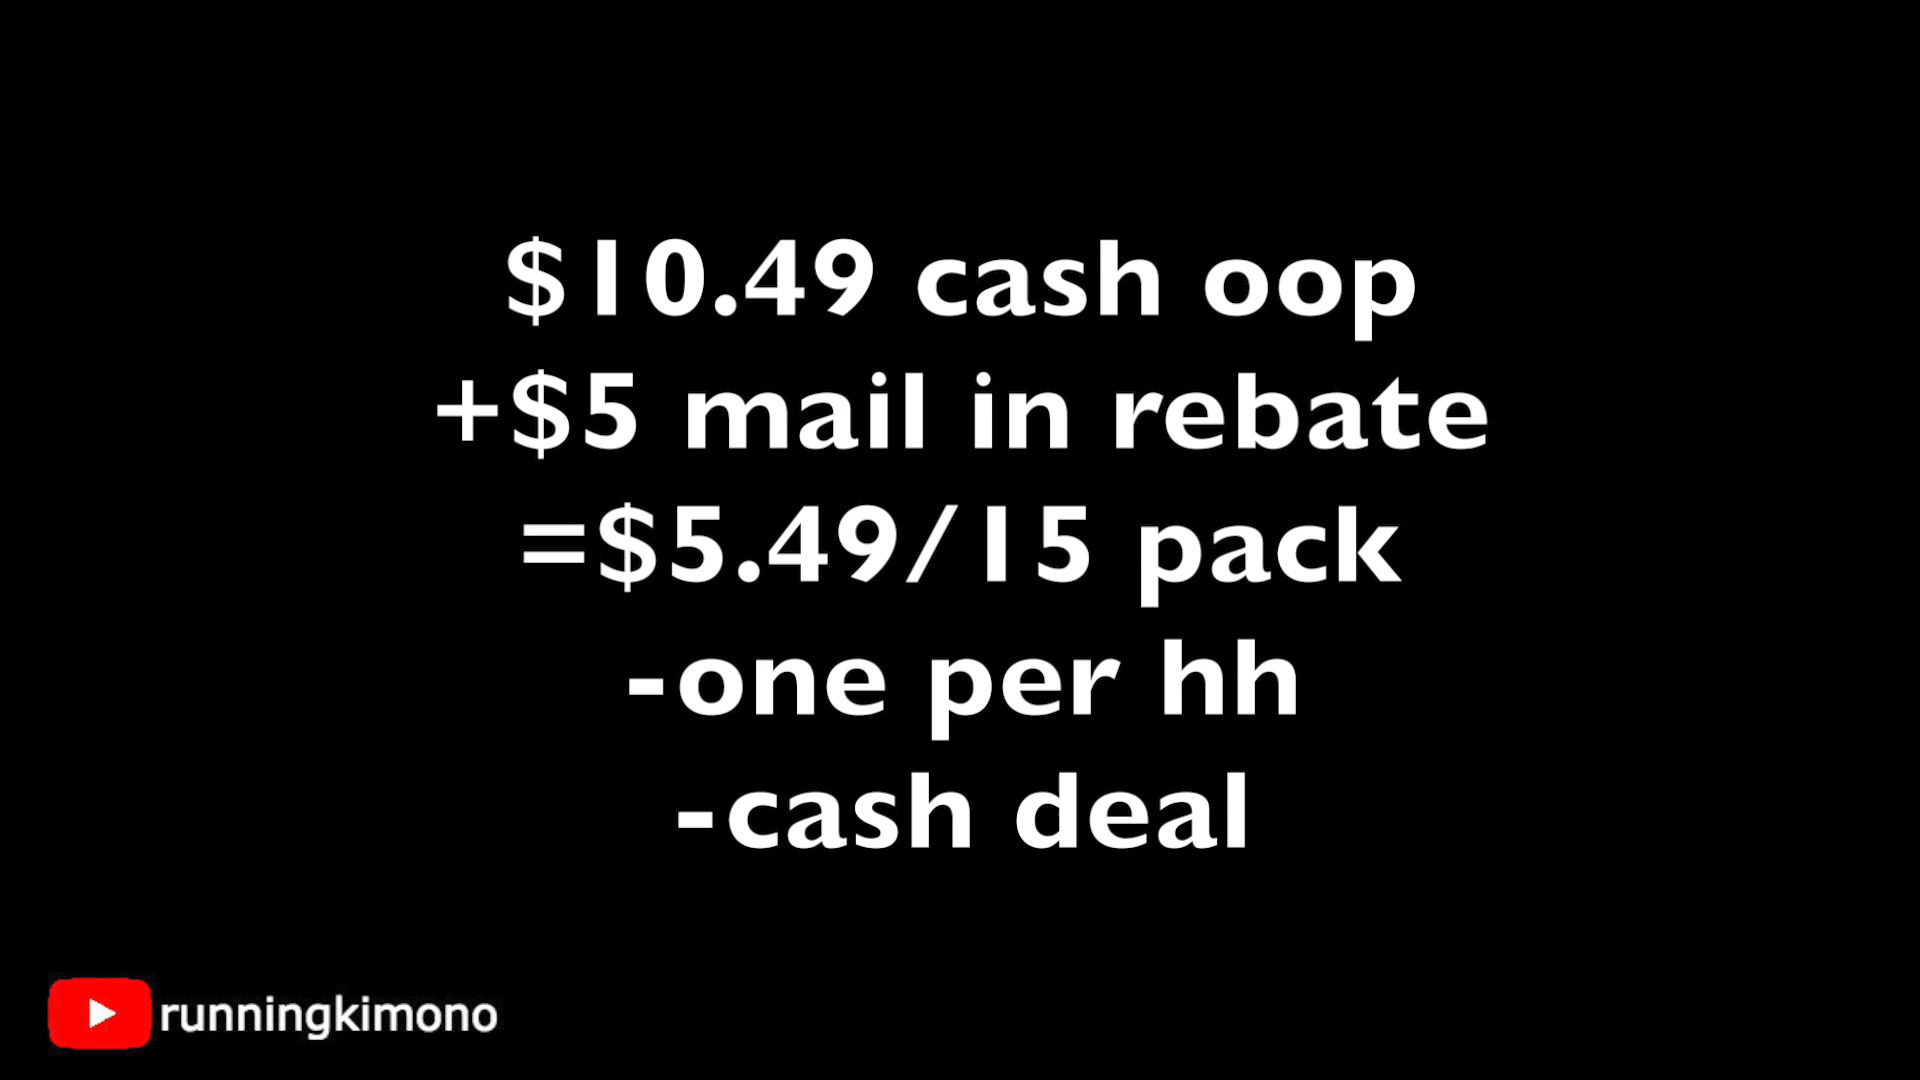 $10.49 cash oop
+$5 mail in rebate
=$5.49/15 pack
-one per hh
-cash deal
runningkimono